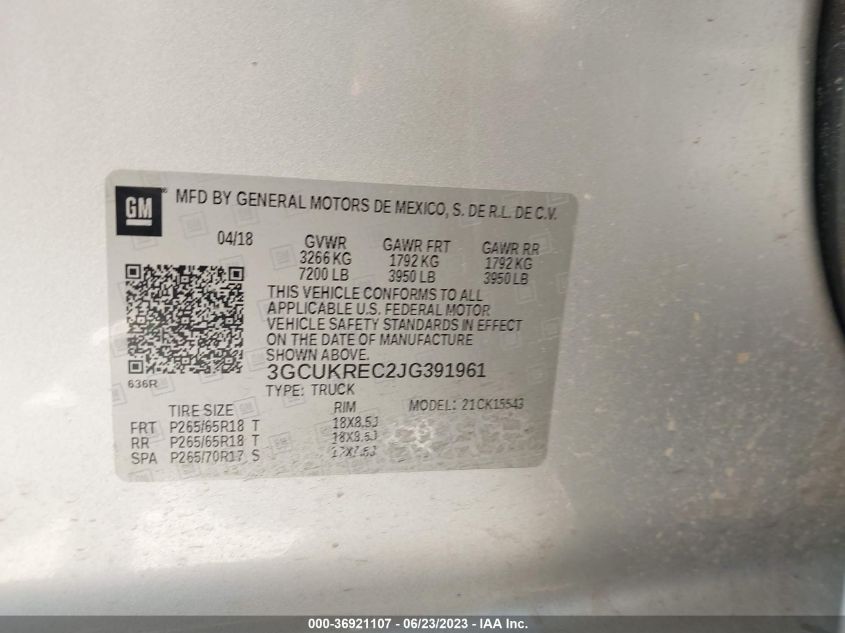 GM
MFD BY GENERAL MOTORS DE MEXICO, S. DE R.L. DE C.V.
04/18 GVWR GAWR FRT GAWR RR
3266 KG 1792 KG 1792 KG
7200 LB 3950 LB 3950 LB
THIS VEHICLE CONFORMS TO ALL
APPLICABLE U.S. FEDERAL MOTOR
VEHICLE SAFETY STANDARDS IN EFFECT
ON THE DATE OF MANUFACTURE
SHOWN ABOVE.
636R
3GCUKREC2JG391961
TYPE: TRUCK
TIRE SIZE RIM MODEL: 21CK15543
FRT P265/65R18 T 18X8.5J
RR P265/65R18 T 18X8.5J
SPA P265/70R17 S 17X7.5J
000-36921107 - 06/23/2023 - IAA Inc.